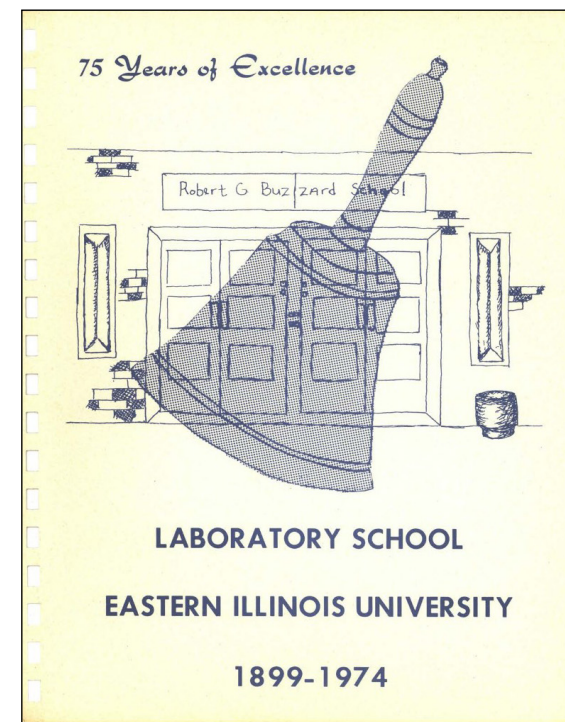 75 Years of Excellence
Robert G Buzzard School
LABORATORY SCHOOL
EASTERN ILLINOIS UNIVERSITY
1899-1974